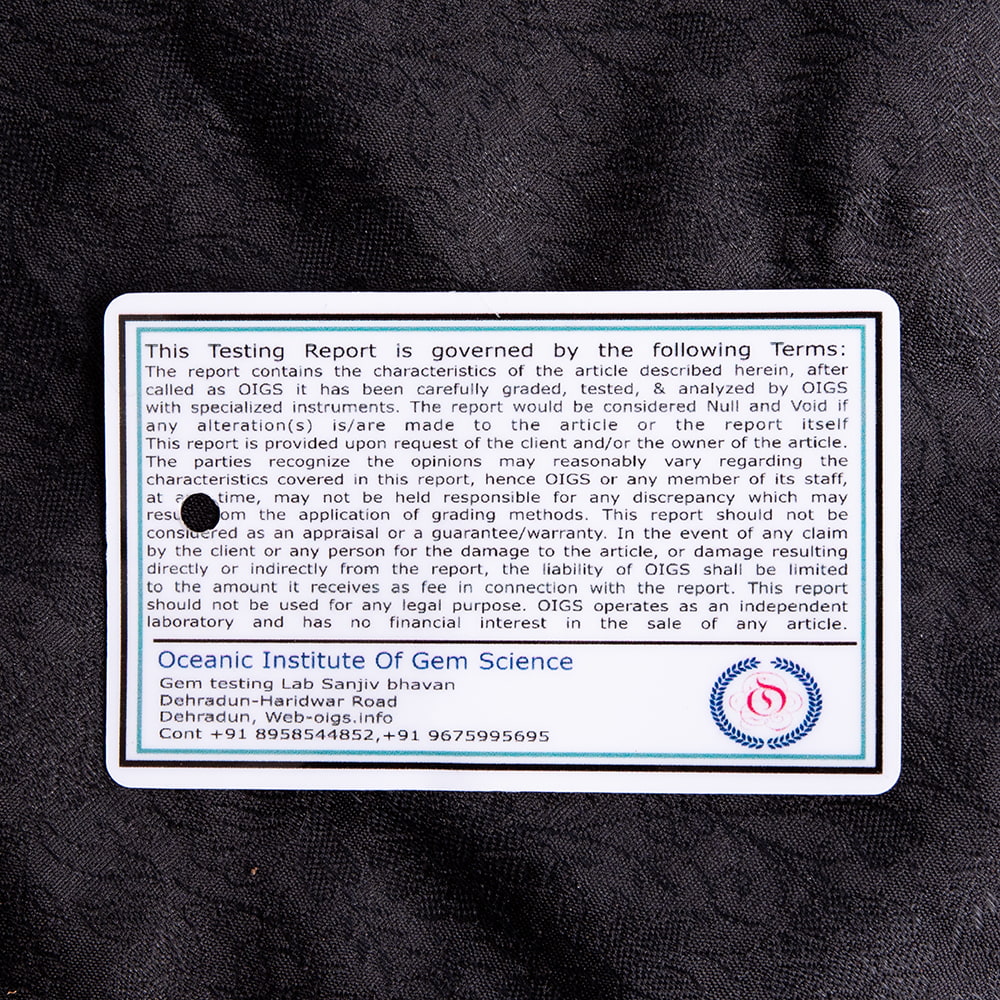 This Testing Report is governed by the following Terms:
The report contains the characteristics of the article described herein, after
called as OIGS it has been carefully graded, tested, & analyzed by OIGS
with specialized instruments. The report would be considered Null and Void if
any alteration(s) is/are made to the article or the report itself
This report is provided upon request of the client and/or the owner of the article.
The parties recognize the opinions may reasonably vary regarding the
characteristics covered in this report, hence OIGS or any member of its staff,
at time, may not be held responsible for any discrepancy which may
the application of grading methods. This report should not be
considered as an appraisal or a guarantee/warranty. In the event of any claim
by the client or any person for the damage to the article, or damage resulting
directly or indirectly from the report, the liability of OIGS shall be limited
to the amount it receives as fee in connection with the report. This report
should not be used for any legal purpose. OIGS operates as an independent
laboratory and has no financial interest in the sale of any article.
Oceanic Institute Of Gem Science
Gem testing Lab Sanjiv bhavan
Dehradun-Haridwar Road
Dehradun, Web-oigs.info
Cont +91 8958544852,+91 9675995695